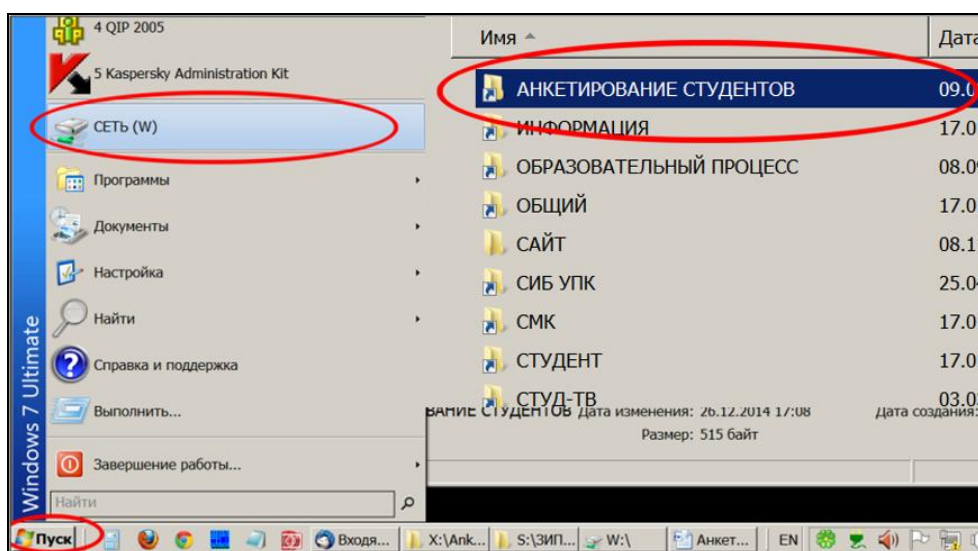 4 QIP 2005
5 Kaspersky Administration Kit
СЕТЬ (W)
Программы
Документы
Настройка
Найти
Справка и поддержка
Выполнить...
Завершение работы...
Найти
Windows 7 Ultimate
Имя Дата
АНКЕТИРОВАНИЕ СТУДЕНТОВ 09.0
ИНФОРМАЦИЯ 17.0
ОБРАЗОВАТЕЛЬНЫЙ ПРОЦЕСС 08.09
ОБЩИЙ 17.0
САЙТ 08.1
СИБ УПК 25.04
СМК 17.0
СТУДЕНТ 17.0
СТУД-ТВ 03.03
ВАНИЕ СТУДЕНТОВ Дата изменения: 26.12.2014 17:08 Дата создания:
Размер: 515 байт
Пуск Входя... X:\Ank... S:\ЗИП... W:\ Анкет... EN